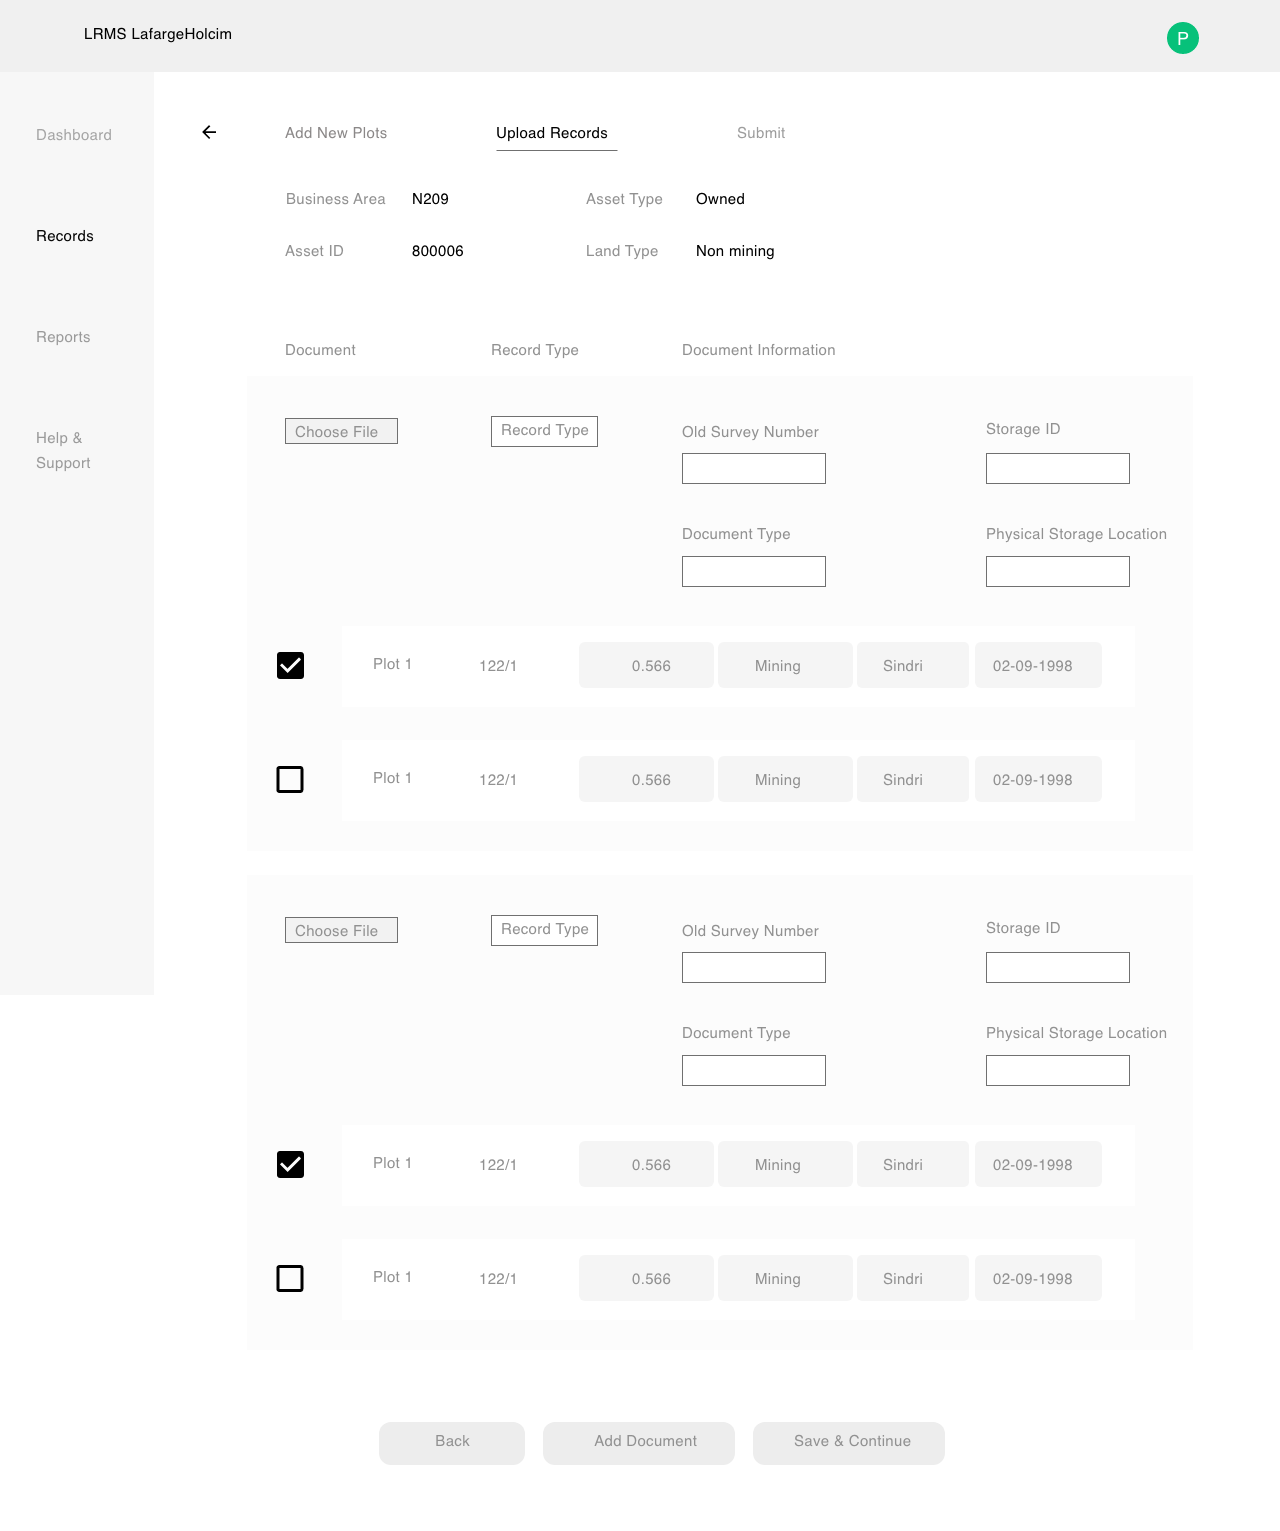 LRMS LafargeHolcim
P
Dashboard
Records
Reports
Help &
Support
Add New Plots
Upload Records
Submit
Business Area N209 Asset Type Owned
Asset ID 800006 Land Type Non mining
Document Record Type Document Information
Choose File Record Type Old Survey Number Storage ID
Document Type Physical Storage Location
Plot 1 122/1 0.566 Mining Sindri 02-09-1998
Plot 1 122/1 0.566 Mining Sindri 02-09-1998
Choose File Record Type Old Survey Number Storage ID
Document Type Physical Storage Location
Plot 1 122/1 0.566 Mining Sindri 02-09-1998
Plot 1 122/1 0.566 Mining Sindri 02-09-1998
Back Add Document Save & Continue